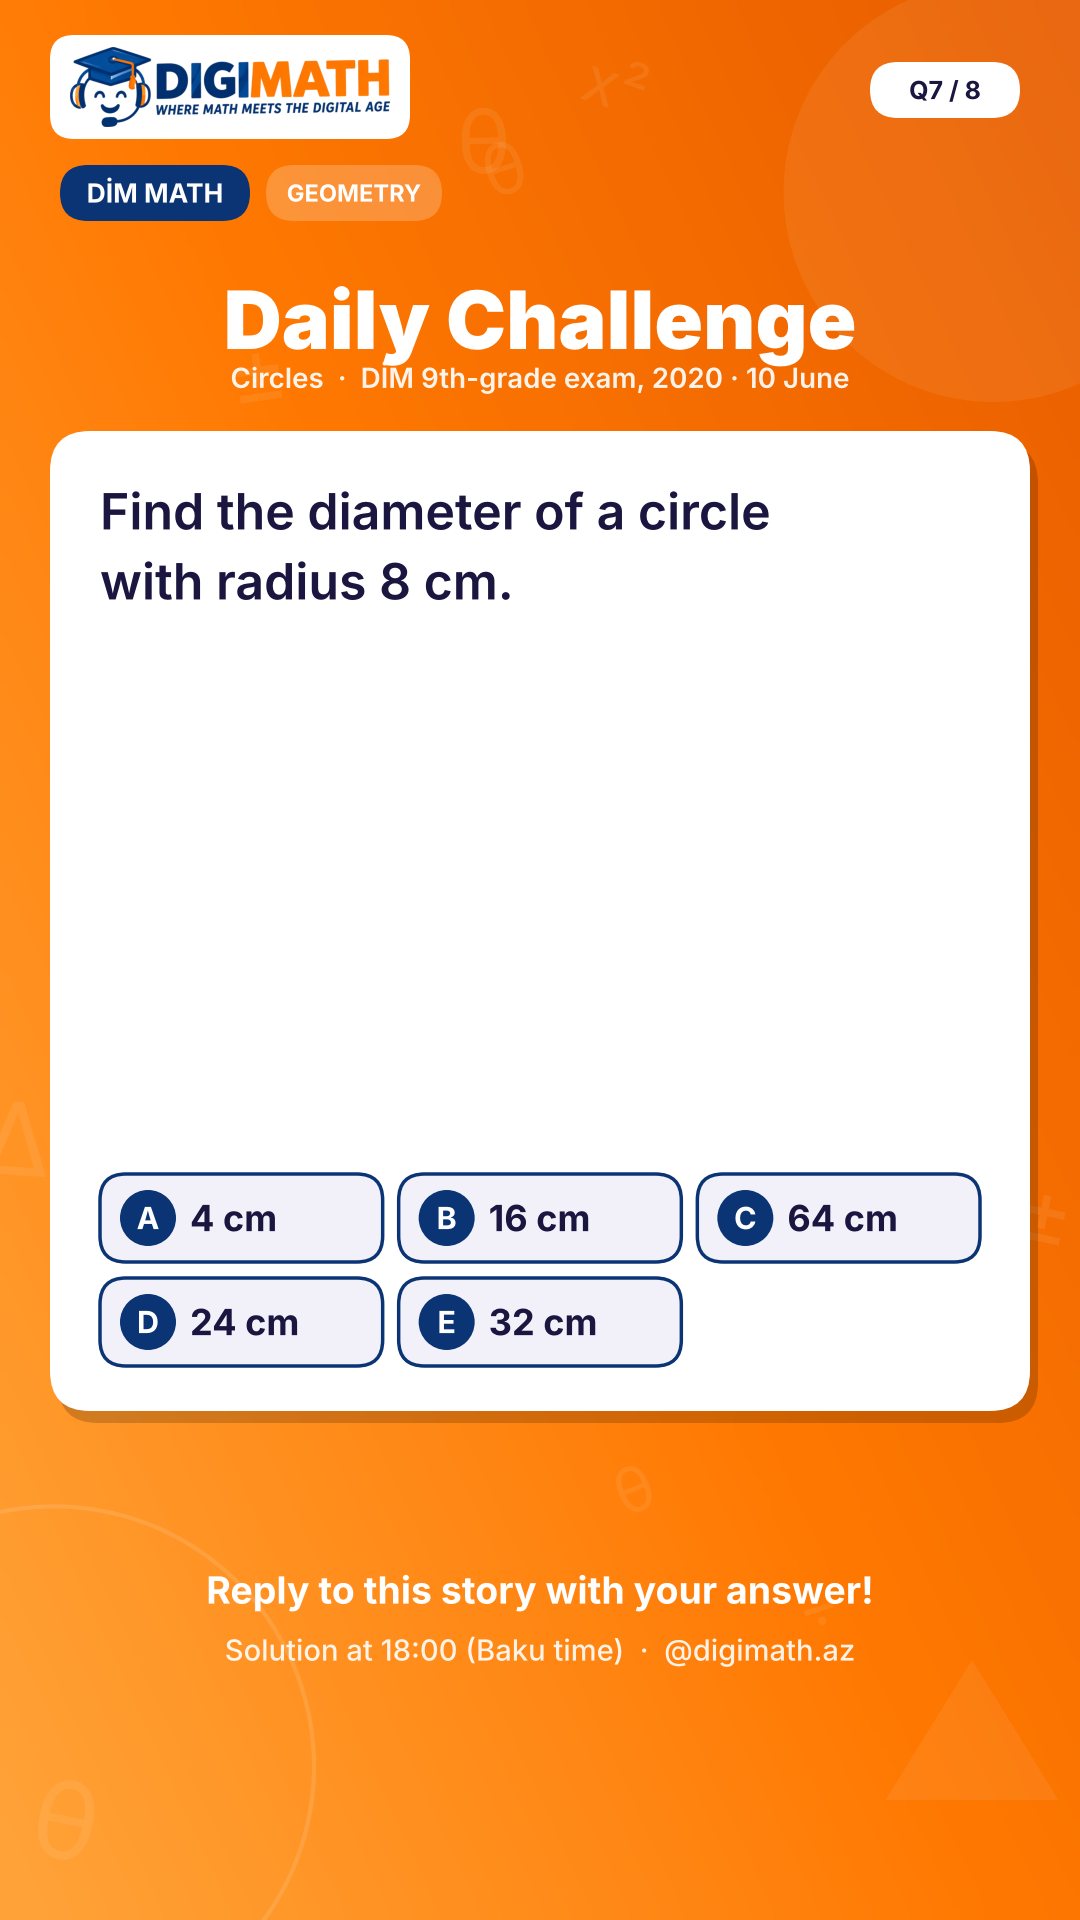 DIGIMATH
WHERE MATH MEETS THE DIGITAL AGE
Q7 / 8
DİM MATH
GEOMETRY
Daily Challenge
Circles · DİM 9th-grade exam, 2020 · 10 June
Find the diameter of a circle
with radius 8 cm.
A 4 cm
B 16 cm
C 64 cm
D 24 cm
E 32 cm
Reply to this story with your answer!
Solution at 18:00 (Baku time) · @digimath.az
x²
θ
θ
±
Δ
±
θ
÷
θ